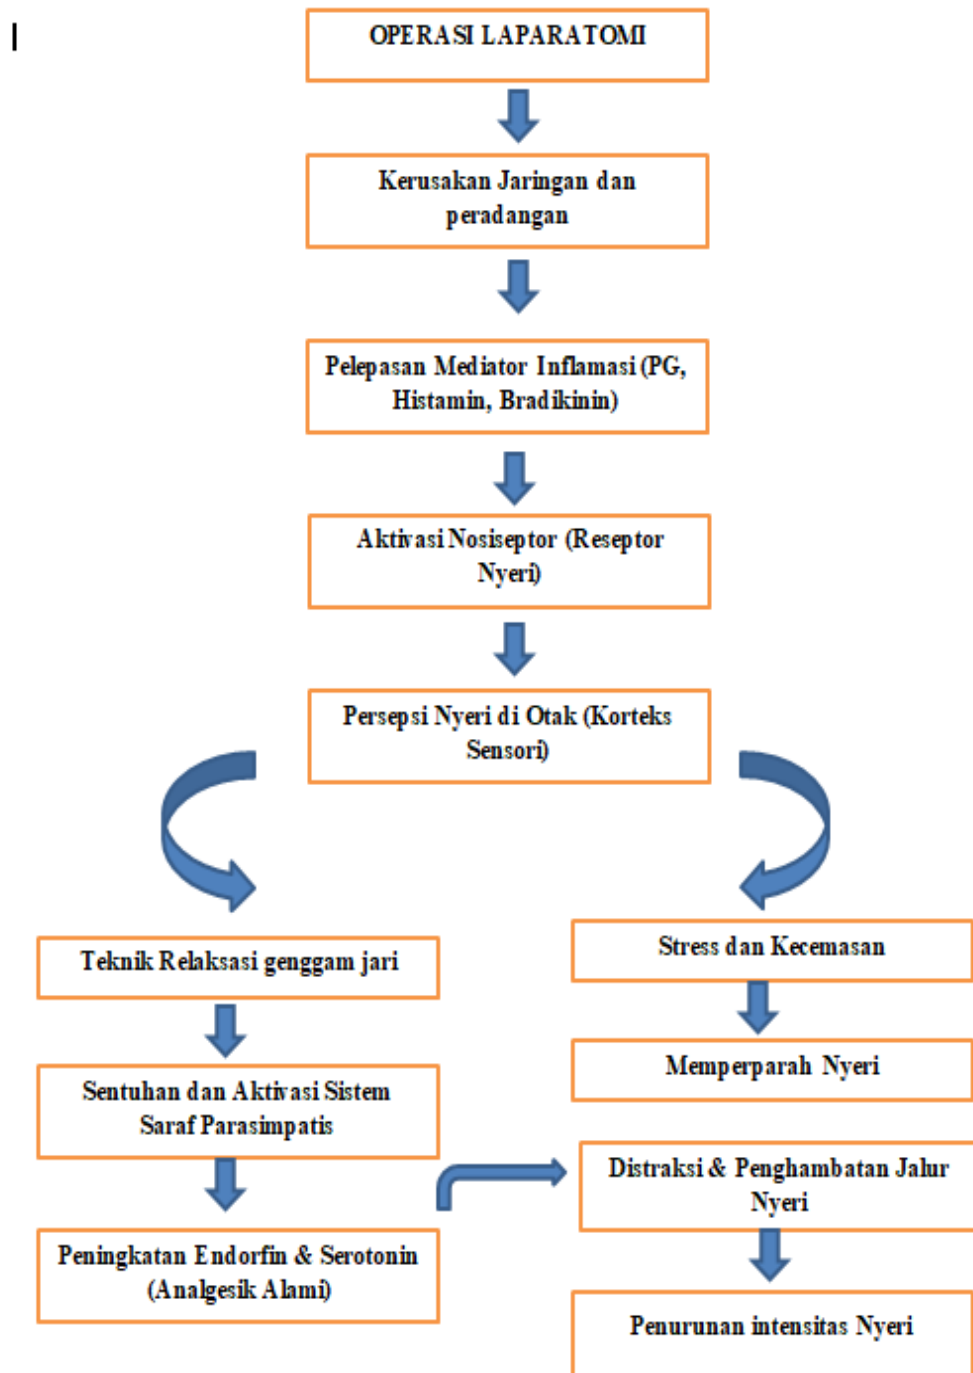 OPERASI LAPARATOMI
Kerusakan Jaringan dan
peradangan
Pelepasan Mediator Inflamasi (PG,
Histamin, Bradikinin)
Aktivasi Nosiseptor (Reseptor
Nyeri)
Persepsi Nyeri di Otak (Korteks
Sensori)
Teknik Relaksasi genggam jari
Sentuhan dan Aktivasi Sistem
Saraf Parasimpatis
Peningkatan Endorfin & Serotonin
(Analgesik Alami)
Stress dan Kecemasan
Memperparah Nyeri
Distraksi & Penghambatan Jalur
Nyeri
Penurunan intensitas Nyeri